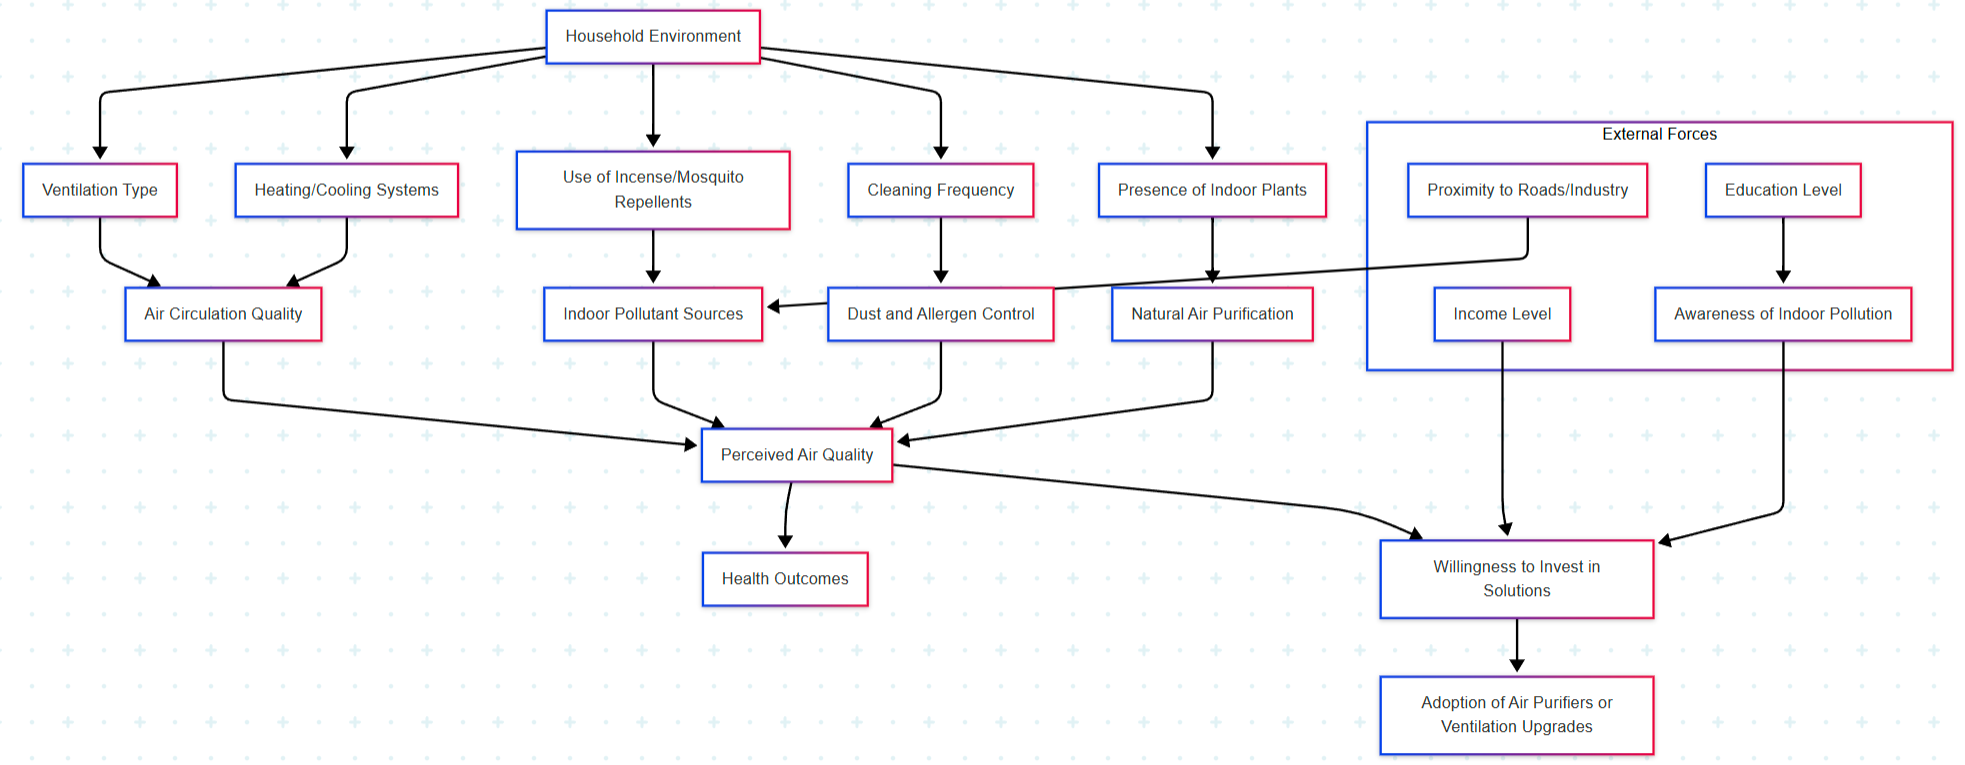 Household Environment
External Forces
Ventilation Type
Heating/Cooling Systems
Use of Incense/Mosquito
Repellents
Cleaning Frequency
Presence of Indoor Plants
Proximity to Roads/Industry
Education Level
Air Circulation Quality
Indoor Pollutant Sources
Dust and Allergen Control
Natural Air Purification
Income Level
Awareness of Indoor Pollution
Perceived Air Quality
Health Outcomes
Willingness to Invest in
Solutions
Adoption of Air Purifiers or
Ventilation Upgrades